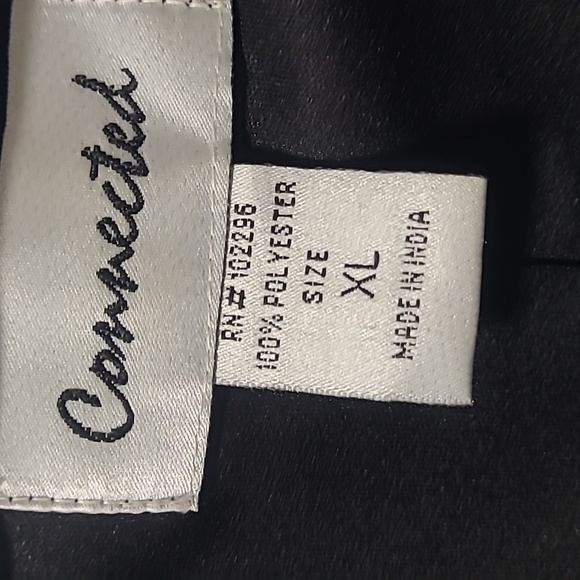 Connected
RN# 102296
100% POLYESTER
SIZE
XL
MADE IN INDIA